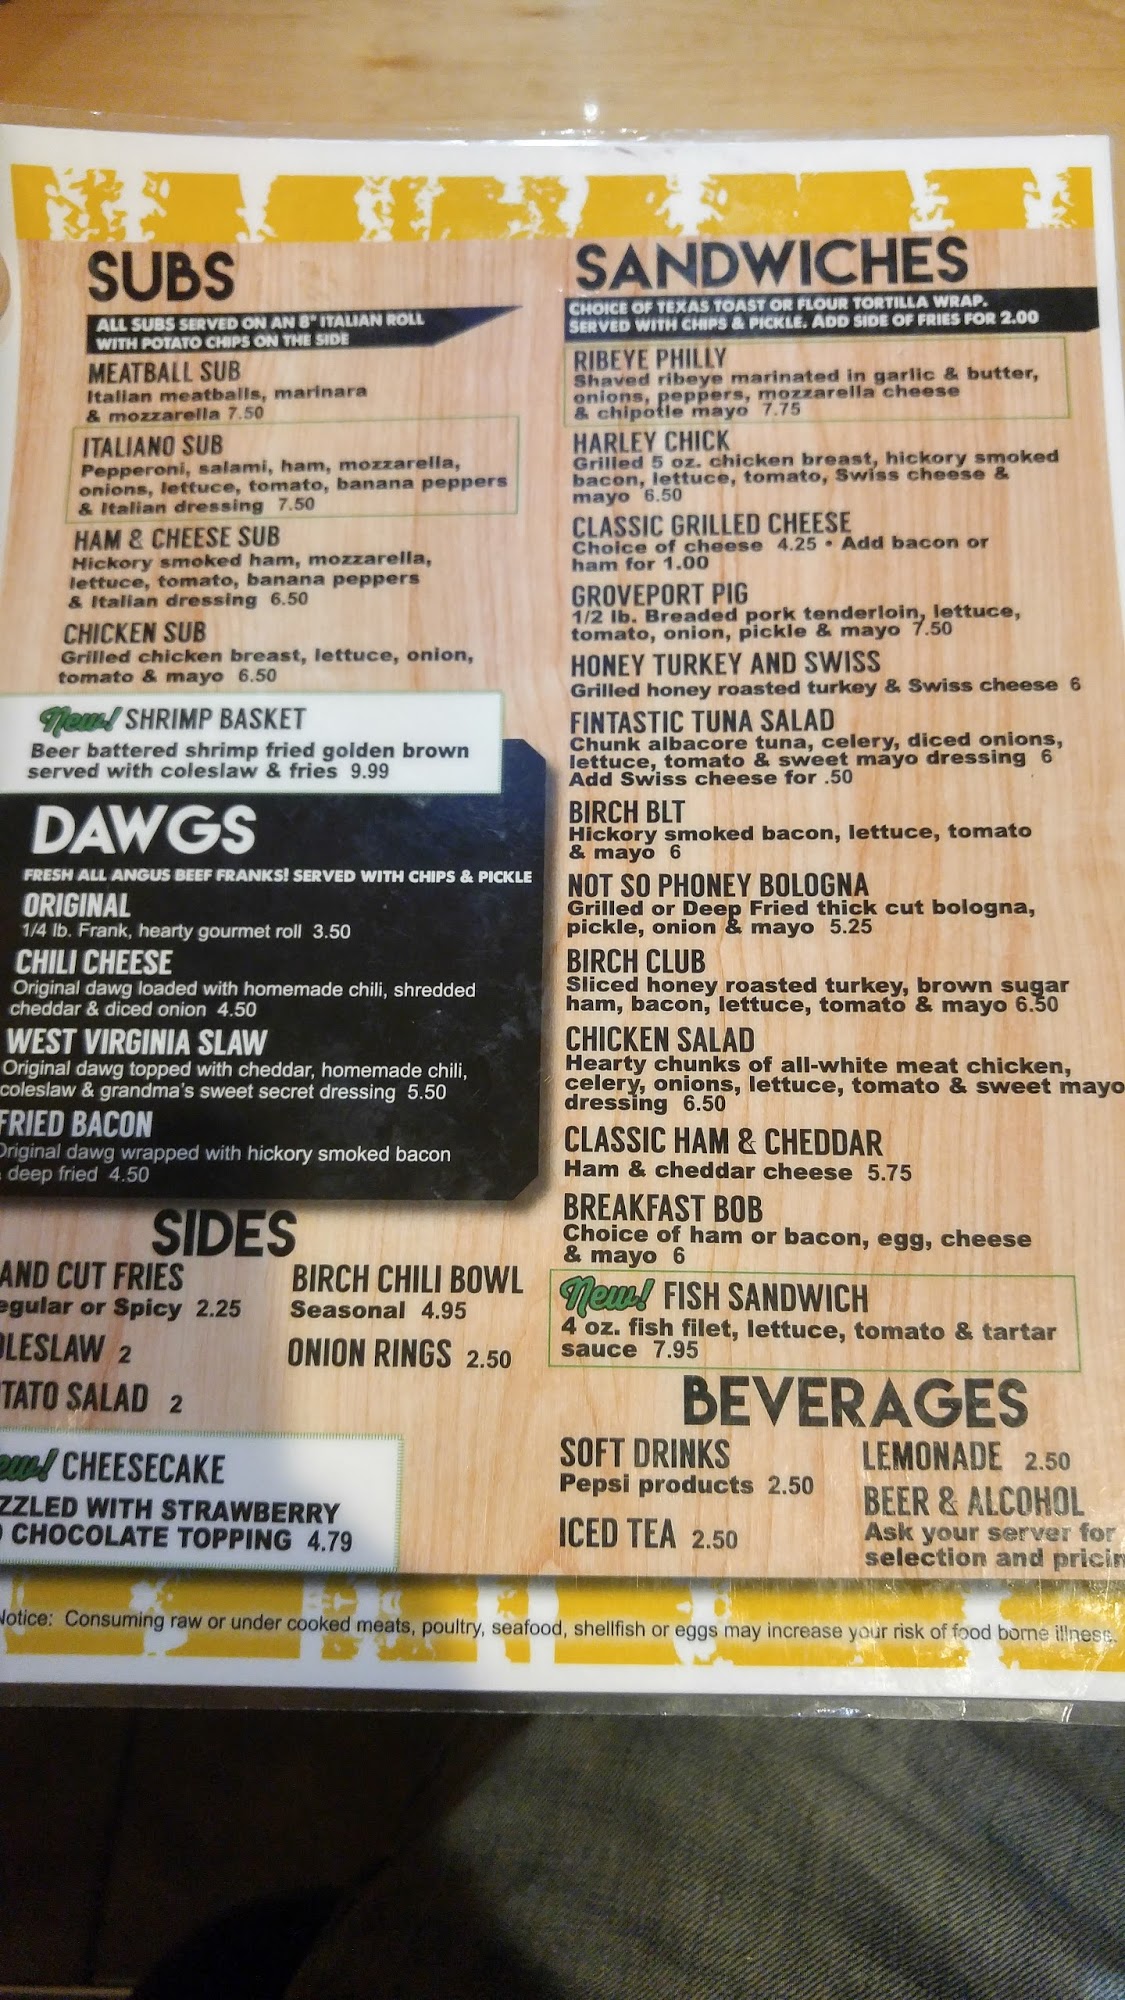 SUBS
ALL SUBS SERVED ON AN 8" ITALIAN ROLL
WITH POTATO CHIPS ON THE SIDE
MEATBALL SUB
Italian meatballs, marinara
& mozzarella 7.50
ITALIANO SUB
Pepperoni, salami, ham, mozzarella,
onions, lettuce, tomato, banana peppers
& Italian dressing 7.50
HAM & CHEESE SUB
Hickory smoked ham, mozzarella,
lettuce, tomato, banana peppers
& Italian dressing 6.50
CHICKEN SUB
Grilled chicken breast, lettuce, onion,
tomato & mayo 6.50
New! SHRIMP BASKET
Beer battered shrimp fried golden brown
served with coleslaw & fries 9.99
DAWGS
FRESH ALL ANGUS BEEF FRANKS! SERVED WITH CHIPS & PICKLE
ORIGINAL
1/4 lb. Frank, hearty gourmet roll 3.50
CHILI CHEESE
Original dawg loaded with homemade chili, shredded
cheddar & diced onion 4.50
WEST VIRGINIA SLAW
Original dawg topped with cheddar, homemade chili,
coleslaw & grandma's sweet secret dressing 5.50
FRIED BACON
Original dawg wrapped with hickory smoked bacon
deep fried 4.50
SIDES
AND CUT FRIES
egular or Spicy 2.25
OLESLAW 2
TATO SALAD 2
BIRCH CHILI BOWL
Seasonal 4.95
ONION RINGS 2.50
ew! CHEESECAKE
ZZLED WITH STRAWBERRY
CHOCOLATE TOPPING 4.79
SANDWICHES
CHOICE OF TEXAS TOAST OR FLOUR TORTILLA WRAP.
SERVED WITH CHIPS & PICKLE. ADD SIDE OF FRIES FOR 2.00
RIBEYE PHILLY
Shaved ribeye marinated in garlic & butter,
onions, peppers, mozzarella cheese
& chipotle mayo 7.75
HARLEY CHICK
Grilled 5 oz. chicken breast, hickory smoked
bacon, lettuce, tomato, Swiss cheese &
mayo 6.50
CLASSIC GRILLED CHEESE
Choice of cheese 4.25 • Add bacon or
ham for 1.00
GROVEPORT PIG
1/2 lb. Breaded pork tenderloin, lettuce,
tomato, onion, pickle & mayo 7.50
HONEY TURKEY AND SWISS
Grilled honey roasted turkey & Swiss cheese 6
FINTASTIC TUNA SALAD
Chunk albacore tuna, celery, diced onions,
lettuce, tomato & sweet mayo dressing 6
Add Swiss cheese for .50
BIRCH BLT
Hickory smoked bacon, lettuce, tomato
& mayo 6
NOT SO PHONEY BOLOGNA
Grilled or Deep Fried thick cut bologna,
pickle, onion & mayo 5.25
BIRCH CLUB
Sliced honey roasted turkey, brown sugar
ham, bacon, lettuce, tomato & mayo 6.50
CHICKEN SALAD
Hearty chunks of all-white meat chicken,
celery, onions, lettuce, tomato & sweet mayo
dressing 6.50
CLASSIC HAM & CHEDDAR
Ham & cheddar cheese 5.75
BREAKFAST BOB
Choice of ham or bacon, egg, cheese
& mayo 6
New! FISH SANDWICH
4 oz. fish filet, lettuce, tomato & tartar
sauce 7.95
BEVERAGES
SOFT DRINKS
Pepsi products 2.50
ICED TEA 2.50
LEMONADE 2.50
BEER & ALCOHOL
Ask your server for
selection and pricin
Notice: Consuming raw or under cooked meats, poultry, seafood, shellfish or eggs may increase your risk of food borne illness.